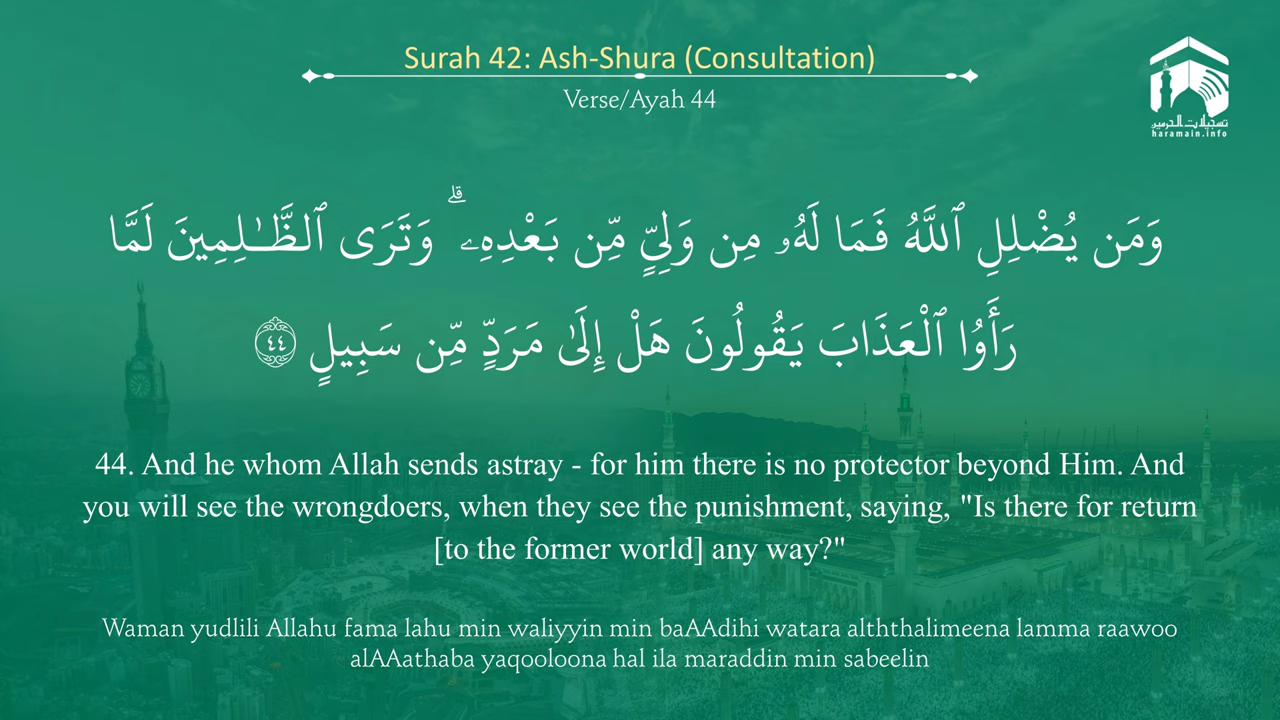 Surah 42: Ash-Shura (Consultation)
Verse/Ayah 44
تسجيلات الحرمين
haramain.info
وَمَن يُضْلِلِ ٱللَّهُ فَمَا لَهُۥ مِن وَلِيٍّ مِّن بَعْدِهِۦ ۗ وَتَرَى ٱلظَّـٰلِمِينَ لَمَّا
رَأَوُا۟ ٱلْعَذَابَ يَقُولُونَ هَلْ إِلَىٰ مَرَدٍّ مِّن سَبِيلٍ ٤٤
44. And he whom Allah sends astray - for him there is no protector beyond Him. And
you will see the wrongdoers, when they see the punishment, saying, "Is there for return
[to the former world] any way?"
Waman yudlili Allahu fama lahu min waliyyin min baAAdihi watara alththalimeena lamma raawoo
alAAathaba yaqooloona hal ila maraddin min sabeelin